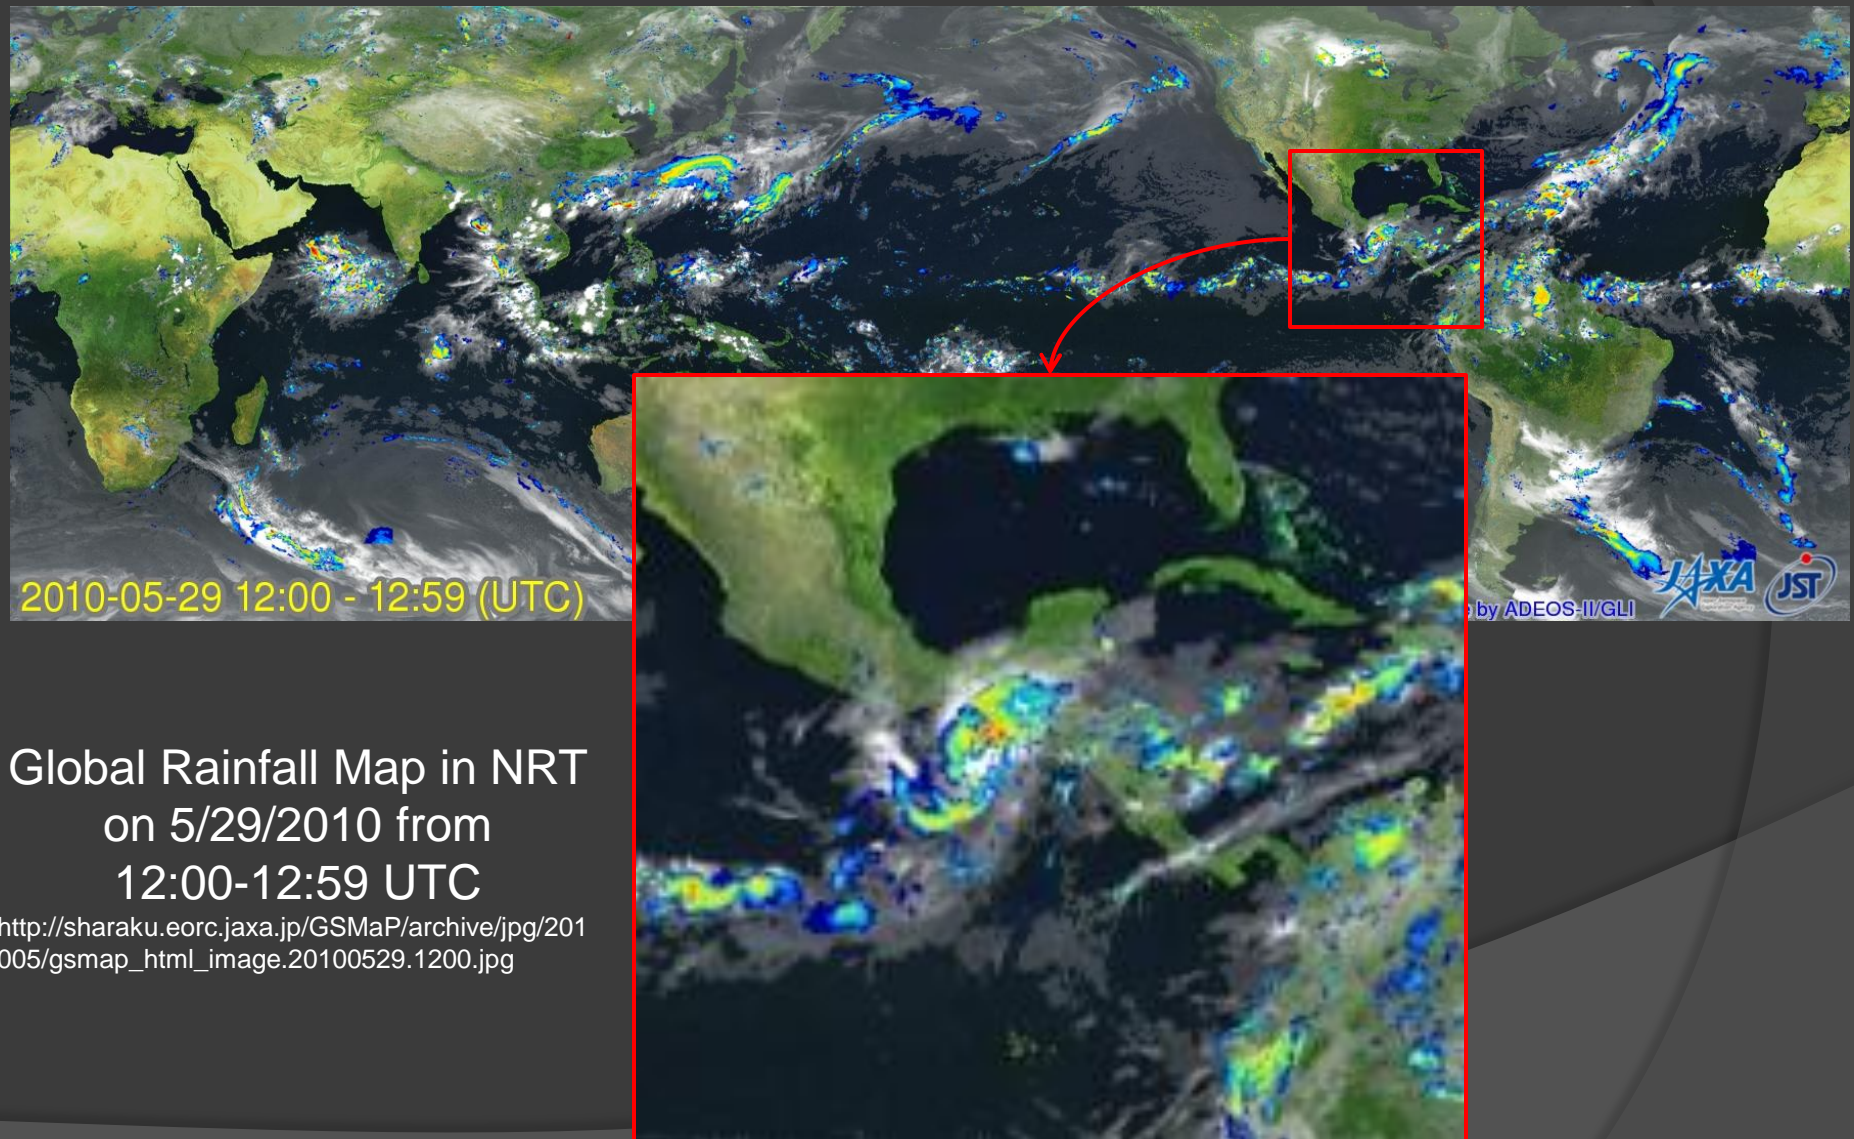 2010-05-29 12:00 - 12:59 (UTC)
by ADEOS-II/GLI
JAXA
JST
Global Rainfall Map in NRT
on 5/29/2010 from
12:00-12:59 UTC
http://sharaku.eorc.jaxa.jp/GSMaP/archive/jpg/201
005/gsmap_html_image.20100529.1200.jpg